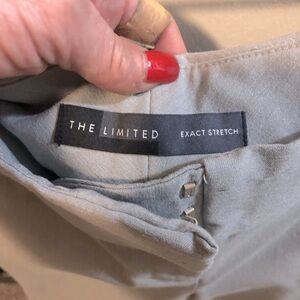 THE LIMITED EXACT STRETCH